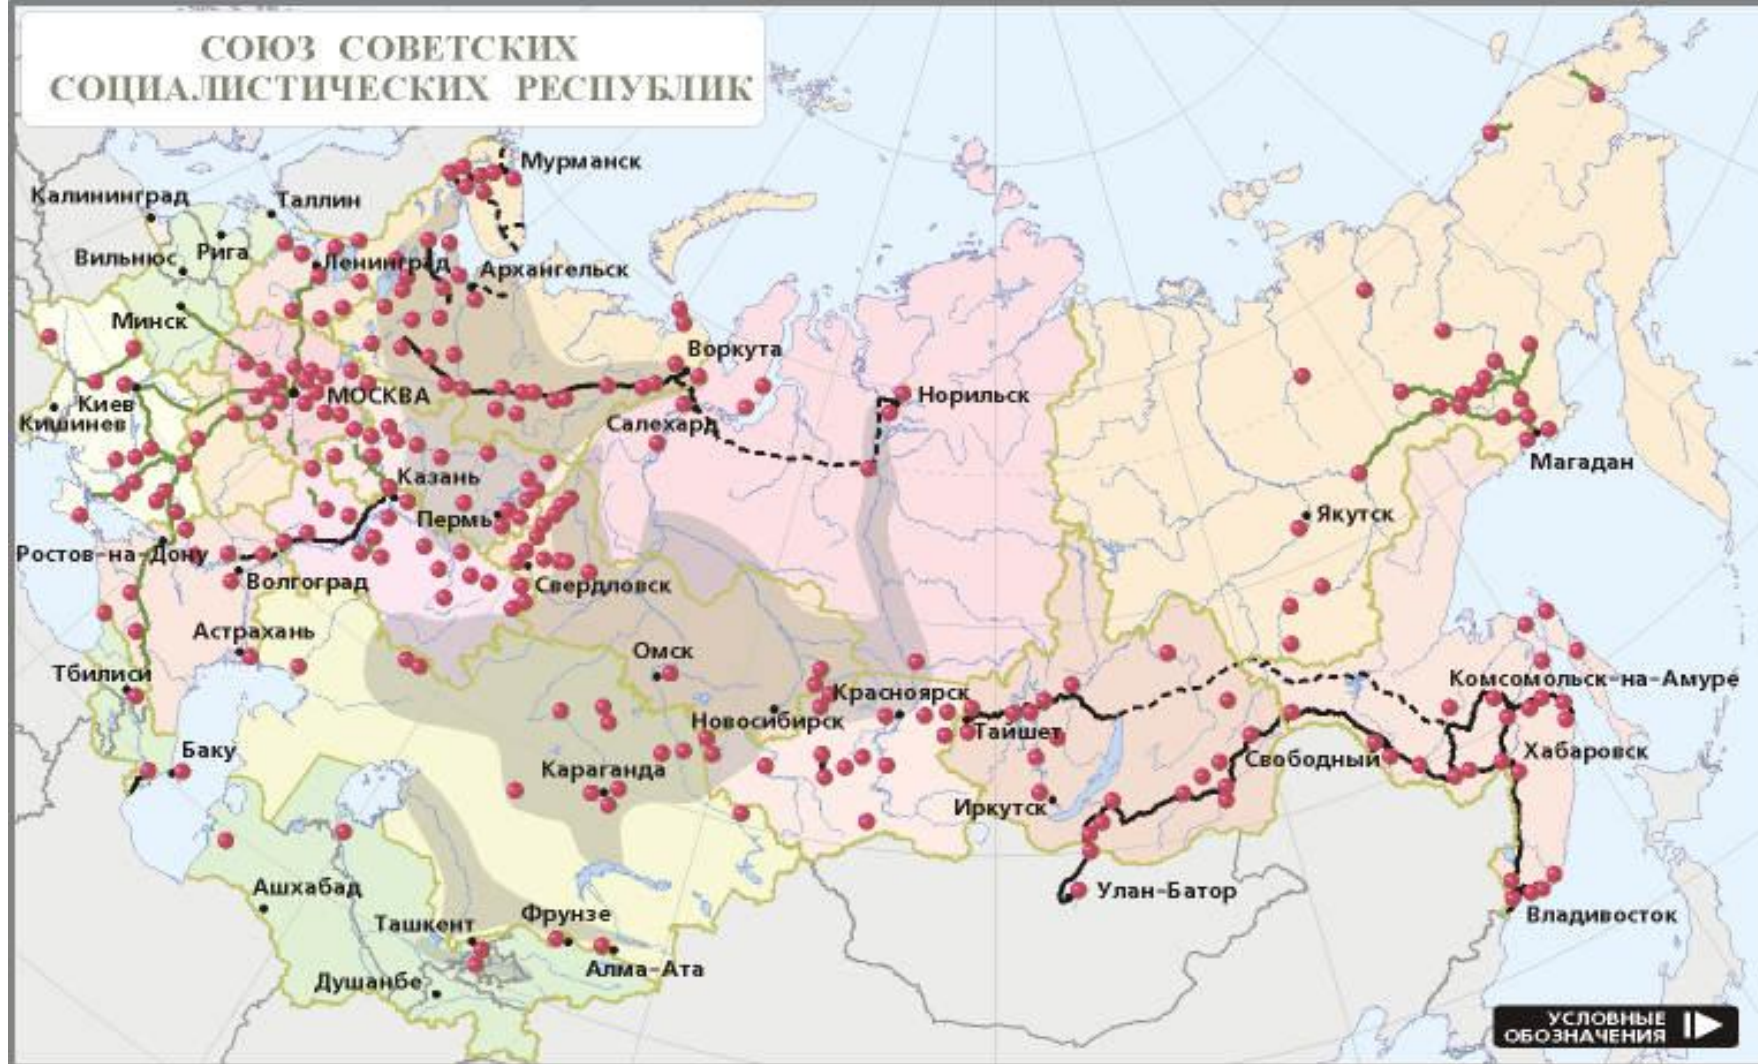 СОЮЗ СОВЕТСКИХ
СОЦИАЛИСТИЧЕСКИХ РЕСПУБЛИК
Мурманск
Калининград
Таллин
Рига
Вильнюс
Ленинград
Архангельск
Минск
Воркута
МОСКВА
Норильск
Киев
Кишинев
Салехард
Магадан
Казань
Якутск
Пермь
Ростов-на-Дону
Волгоград
Свердловск
Астрахань
Омск
Тбилиси
Комсомольск-на-Амуре
Красноярск
Новосибирск
Тайшет
Баку
Хабаровск
Свободный
Караганда
Иркутск
Ашхабад
Улан-Батор
Фрунзе
Ташкент
Владивосток
Алма-Ата
Душанбе
УСЛОВНЫЕ
ОБОЗНАЧЕНИЯ